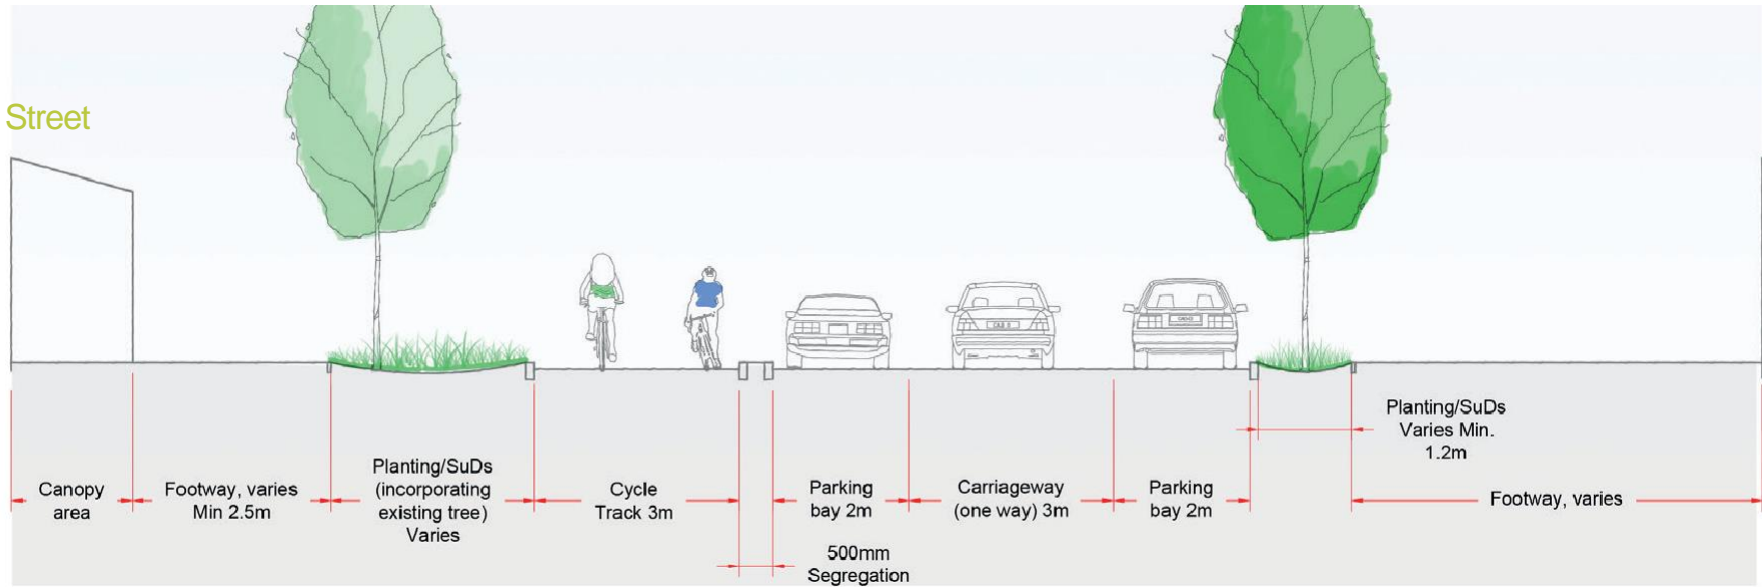 Street
Canopy
area
Footway, varies
Min 2.5m
Planting/SuDs
(incorporating
existing tree)
Varies
Cycle
Track 3m
500mm
Segregation
Parking
bay 2m
Carriageway
(one way) 3m
Parking
bay 2m
Planting/SuDs
Varies Min.
1.2m
Footway, varies